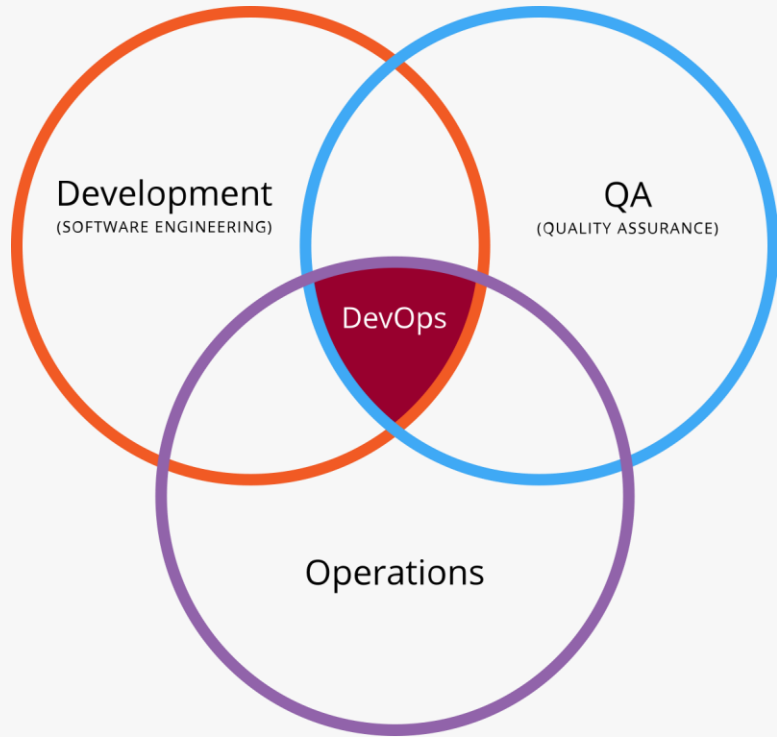 Development
(SOFTWARE ENGINEERING)
QA
(QUALITY ASSURANCE)
DevOps
Operations